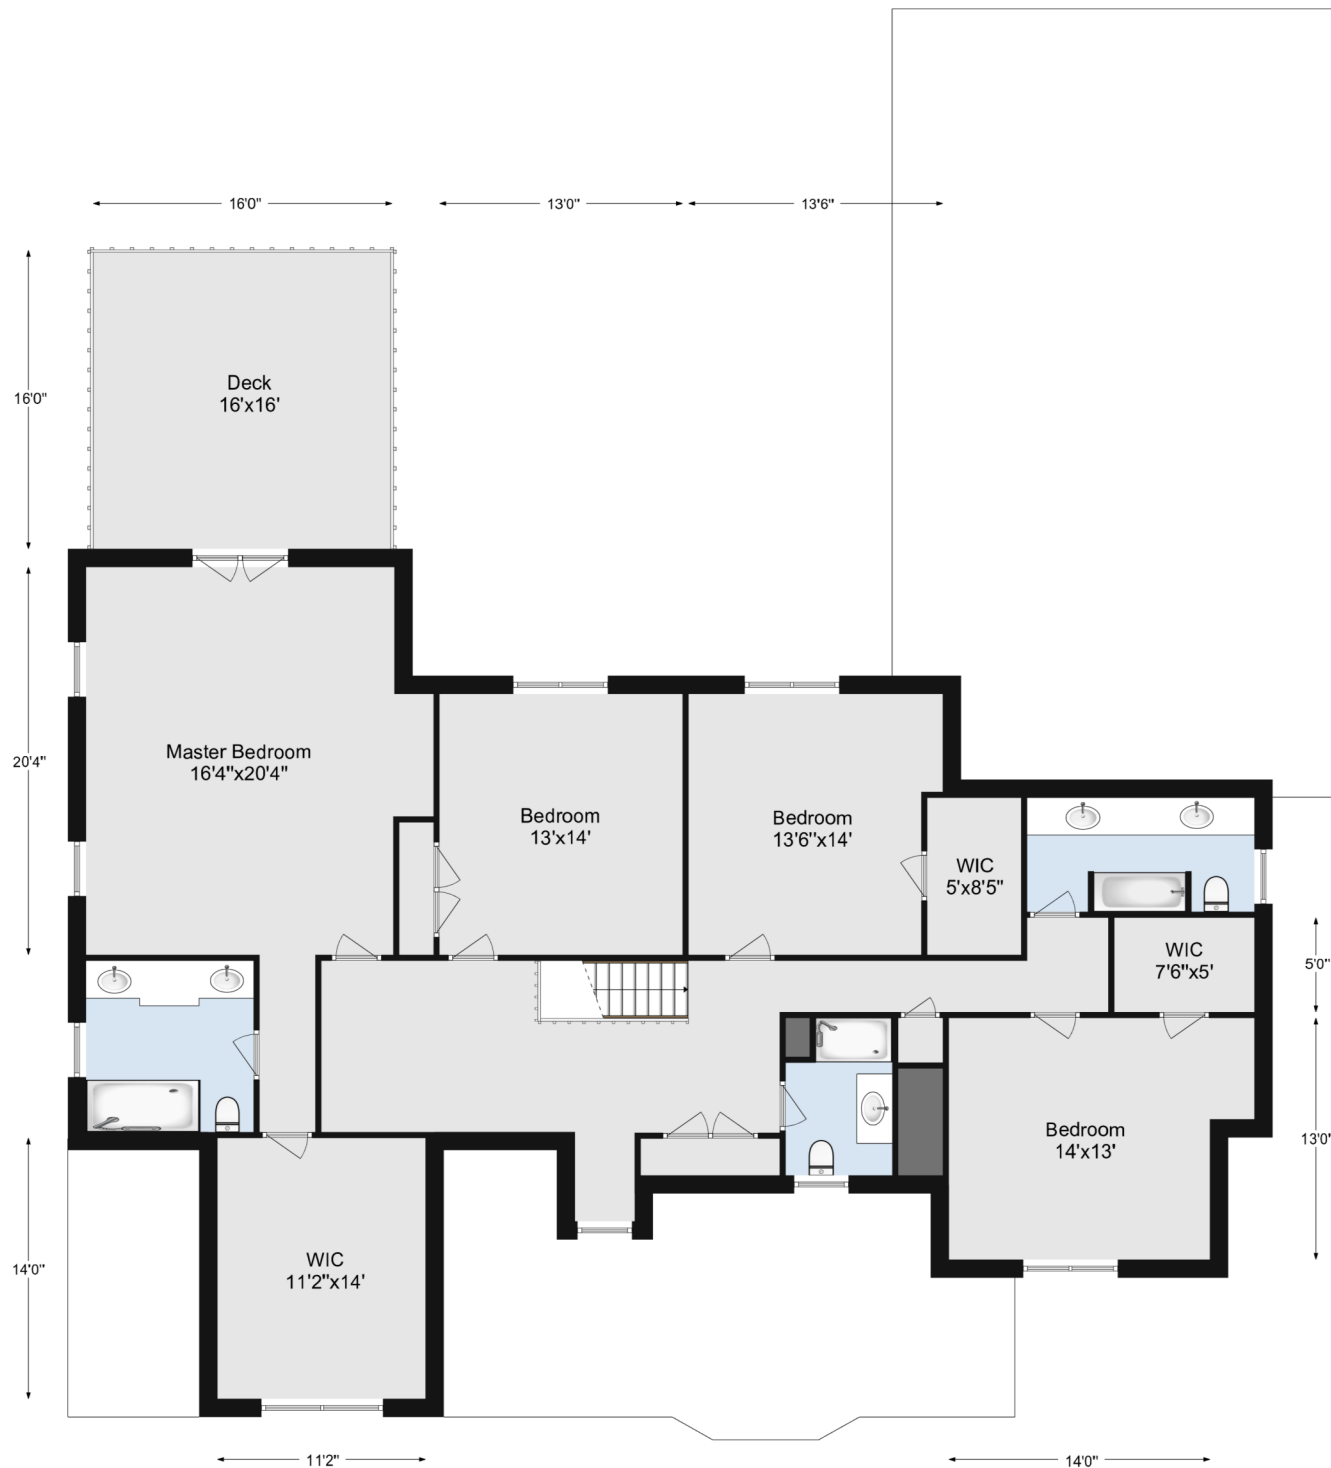 16'0"
13'0"
13'6"
16'0"
Deck
16'x16'
20'4"
Master Bedroom
16'4"x20'4"
Bedroom
13'x14'
Bedroom
13'6"x14'
WIC
5'x8'5"
WIC
7'6"x5'
5'0"
Bedroom
14'x13'
13'0"
14'0"
WIC
11'2"x14'
11'2"
14'0"